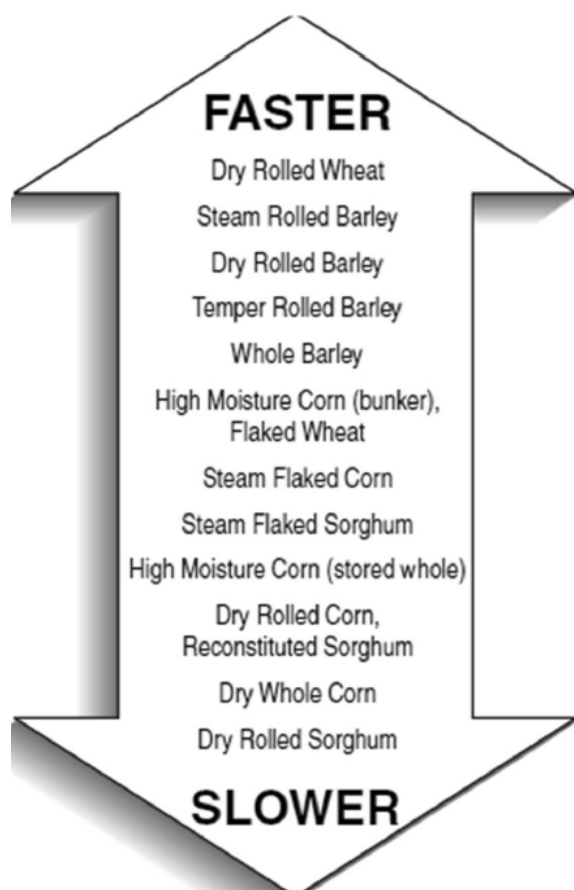 FASTER
Dry Rolled Wheat
Steam Rolled Barley
Dry Rolled Barley
Temper Rolled Barley
Whole Barley
High Moisture Corn (bunker),
Flaked Wheat
Steam Flaked Corn
Steam Flaked Sorghum
High Moisture Corn (stored whole)
Dry Rolled Corn,
Reconstituted Sorghum
Dry Whole Corn
Dry Rolled Sorghum
SLOWER